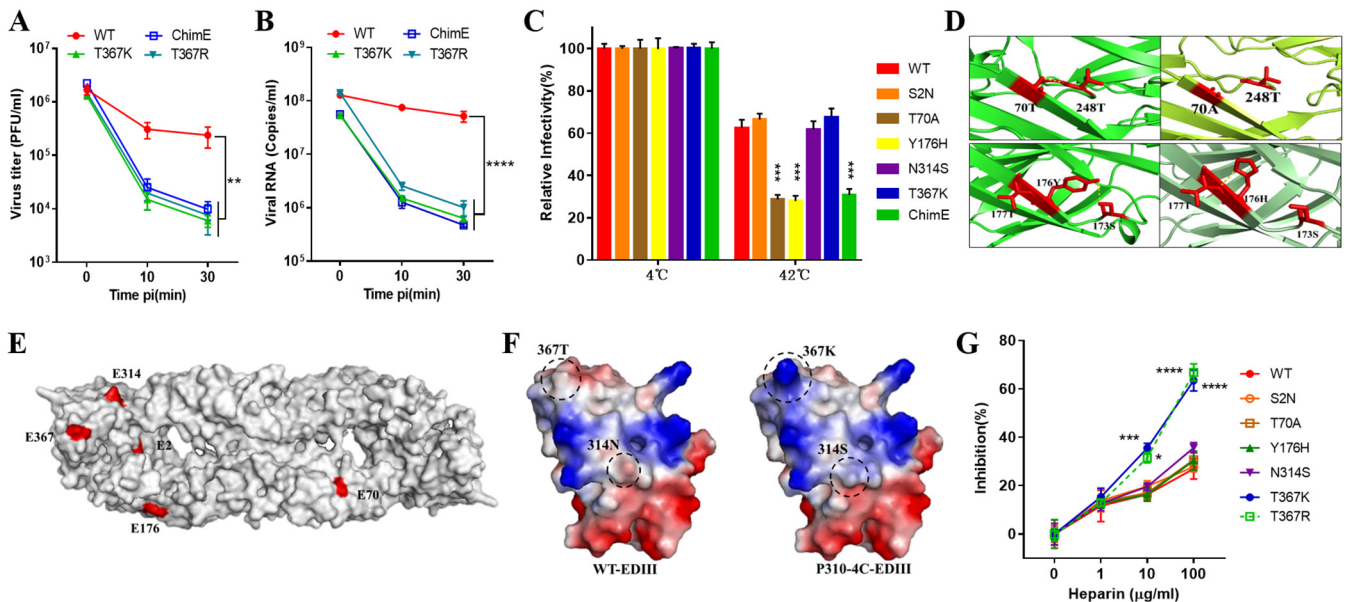 A
WT
ChimE
T367K
T367R
Virus titer (PFU/ml)
10⁷
10⁶
10⁵
10⁴
10³
0
10
30
Time pi(min)
**
B
WT
ChimE
T367K
T367R
Viral RNA (Copies/ml)
10⁹
10⁸
10⁷
10⁶
10⁵
0
10
30
Time pi(min)
****
C
Relative Infectivity(%)
100
80
60
40
20
0
4℃
42℃
***
***
***
WT
S2N
T70A
Y176H
N314S
T367K
ChimE
D
70T
248T
70A
248T
176Y
177T
173S
177T
176H
173S
E
E314
E367
E2
E70
E176
F
367T
314N
WT-EDIII
367K
314S
P310-4C-EDIII
G
Inhibition(%)
80
60
40
20
0
0
1
10
100
Heparin (μg/ml)
***
*
****
****
WT
S2N
T70A
Y176H
N314S
T367K
T367R